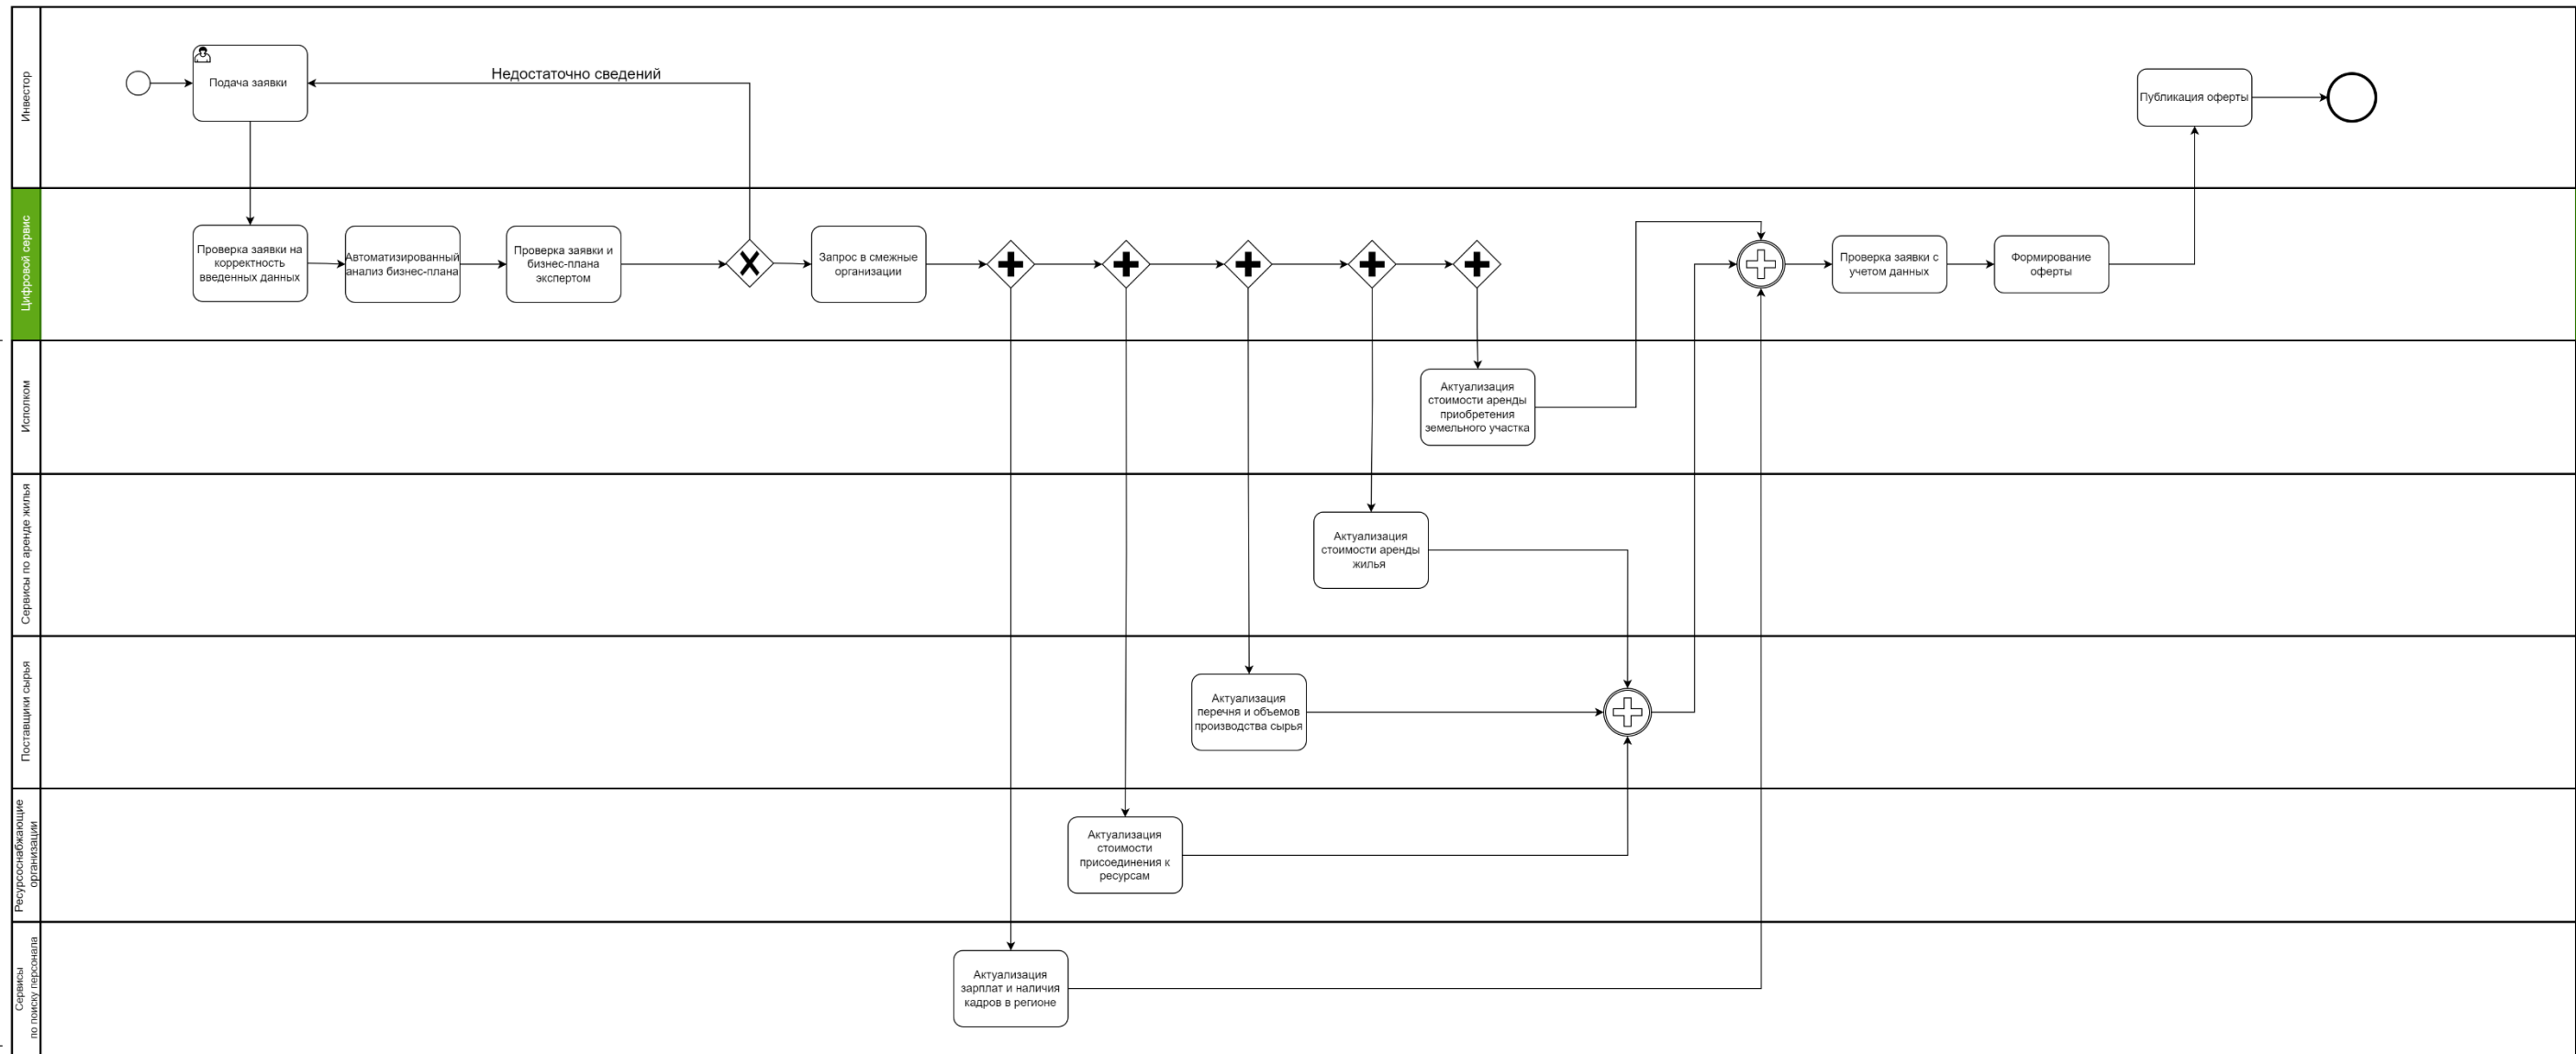 Инвестор
Подача заявки
Недостаточно сведений
Публикация оферты
Цифровой сервис
Проверка заявки на
корректность
введенных данных
Автоматизированный
анализ бизнес-плана
Проверка заявки и
бизнес-плана
экспертом
Запрос в смежные
организации
Проверка заявки с
учетом данных
Формирование
оферты
Исполком
Актуализация
стоимости аренды
приобретения
земельного участка
Сервисы по аренде жилья
Актуализация
стоимости аренды
жилья
Поставщики сырья
Актуализация
перечня и объемов
производства сырья
Ресурсоснабжающие
организации
Актуализация
стоимости
присоединения к
ресурсам
Сервисы
по поиску персонала
Актуализация
зарплат и наличия
кадров в регионе